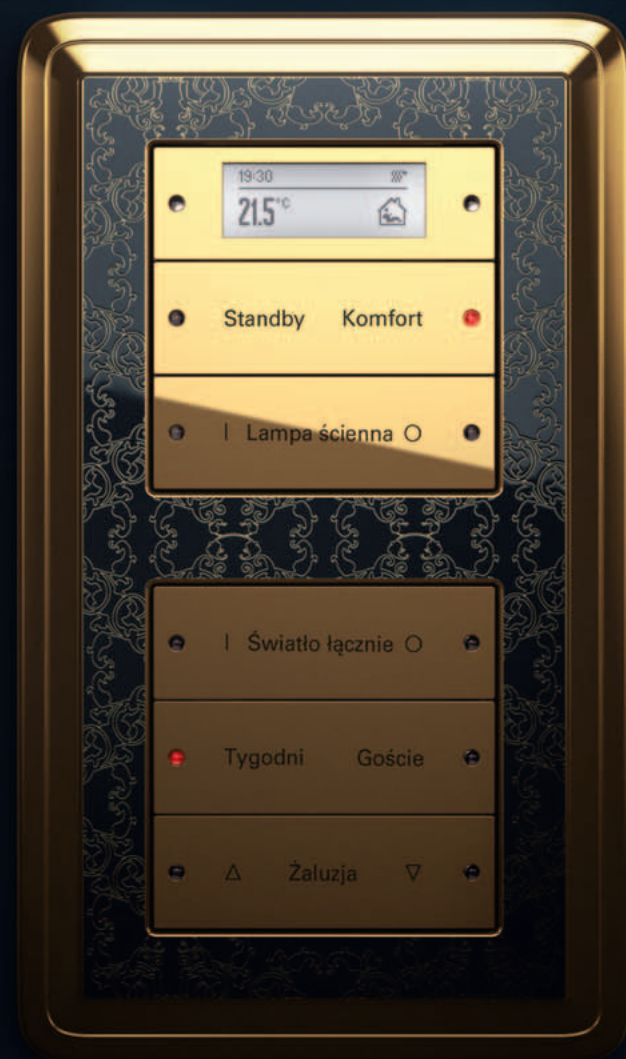 19:30
21.5°C
Standby Komfort
I Lampa ścienna O
I Światło łącznie O
Tygodni Goście
△ Żaluzja ▽